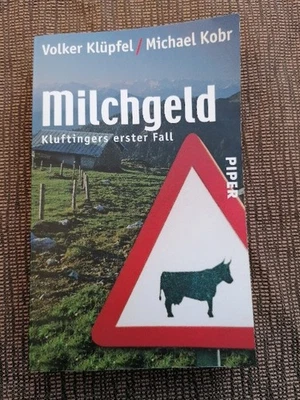 Volker Klüpfel / Michael Kobr
Milchgeld
Kluftingers erster Fall
PIPER